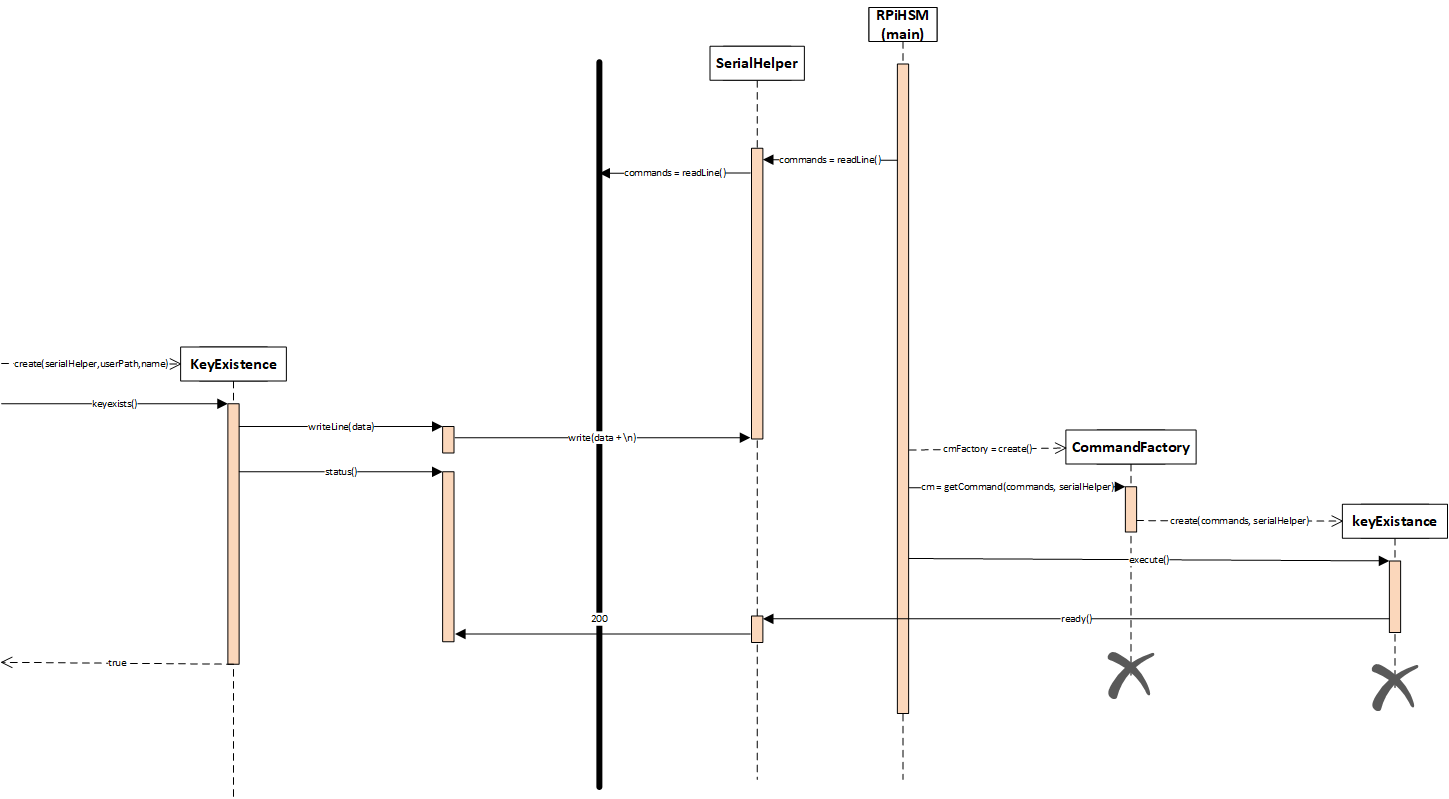 RPiHSM
(main)
SerialHelper
commands = readLine()
commands = readLine()
create(serialHelper,userPath,name)
KeyExistence
keyexists()
writeLine(data)
write(data + \n)
cmFactory = create()
CommandFactory
status()
cm = getCommand(commands, serialHelper)
create(commands, serialHelper)
keyExistance
execute()
200
ready()
true